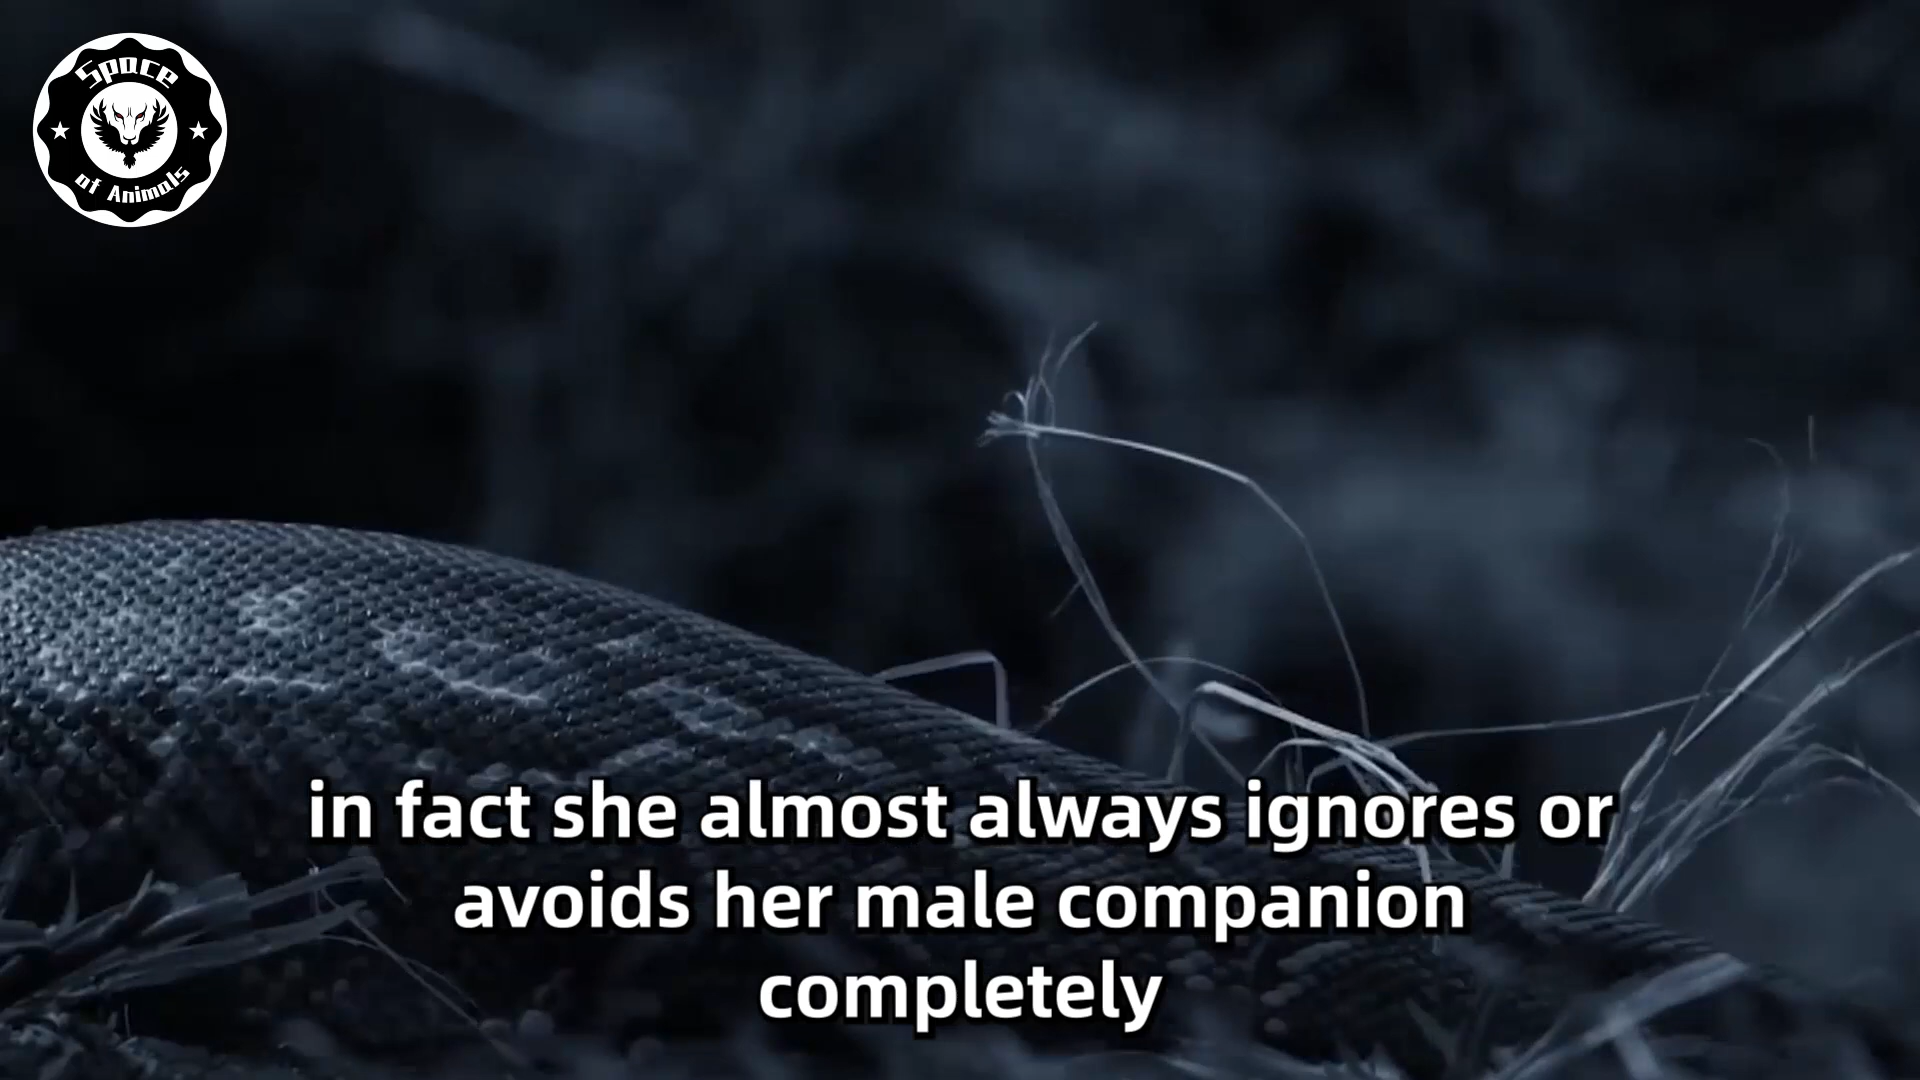 Space
of Animals
in fact she almost always ignores or
avoids her male companion
completely